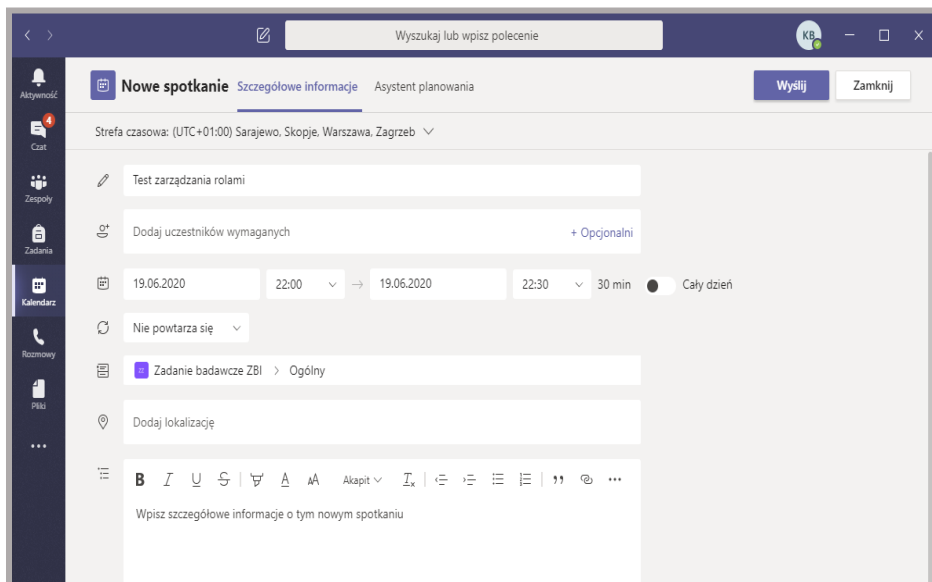 Wyszukaj lub wpisz polecenie
KB
Aktywność
Nowe spotkanie Szczegółowe informacje Asystent planowania Wyślij Zamknij
4
Czat
Strefa czasowa: (UTC+01:00) Sarajewo, Skopje, Warszawa, Zagrzeb
Zespoły
Test zarządzania rolami
Zadania
Dodaj uczestników wymaganych + Opcjonalni
Kalendarz
19.06.2020 22:00 → 19.06.2020 22:30 30 min Cały dzień
Rozmowy
Nie powtarza się
Pliki
Zadanie badawcze ZBI > Ogólny
Dodaj lokalizację
B I U S A AA Akapit Tx
Wpisz szczegółowe informacje o tym nowym spotkaniu